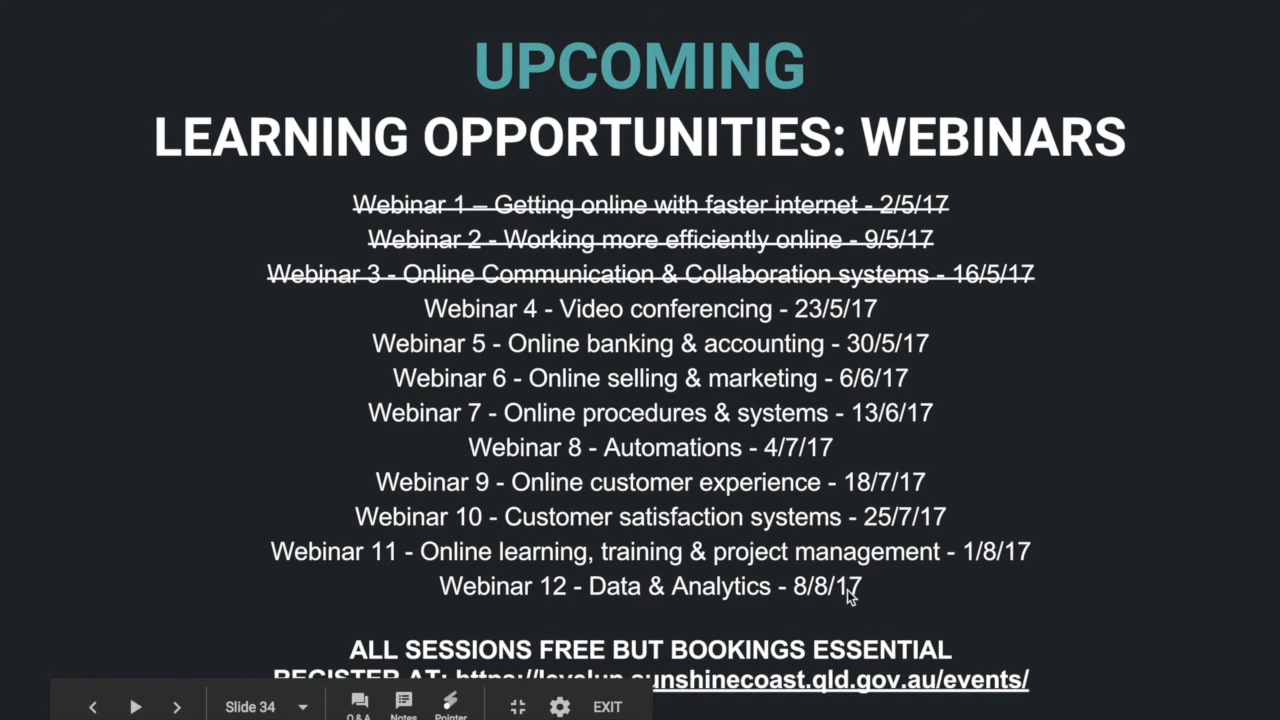 UPCOMING
LEARNING OPPORTUNITIES: WEBINARS
Webinar 1 – Getting online with faster internet - 2/5/17
Webinar 2 - Working more efficiently online - 9/5/17
Webinar 3 - Online Communication & Collaboration systems - 16/5/17
Webinar 4 - Video conferencing - 23/5/17
Webinar 5 - Online banking & accounting - 30/5/17
Webinar 6 - Online selling & marketing - 6/6/17
Webinar 7 - Online procedures & systems - 13/6/17
Webinar 8 - Automations - 4/7/17
Webinar 9 - Online customer experience - 18/7/17
Webinar 10 - Customer satisfaction systems - 25/7/17
Webinar 11 - Online learning, training & project management - 1/8/17
Webinar 12 - Data & Analytics - 8/8/17
ALL SESSIONS FREE BUT BOOKINGS ESSENTIAL
REGISTER AT: https://levelup.sunshinecoast.qld.gov.au/events/
Slide 34 Q&A Notes Pointer EXIT